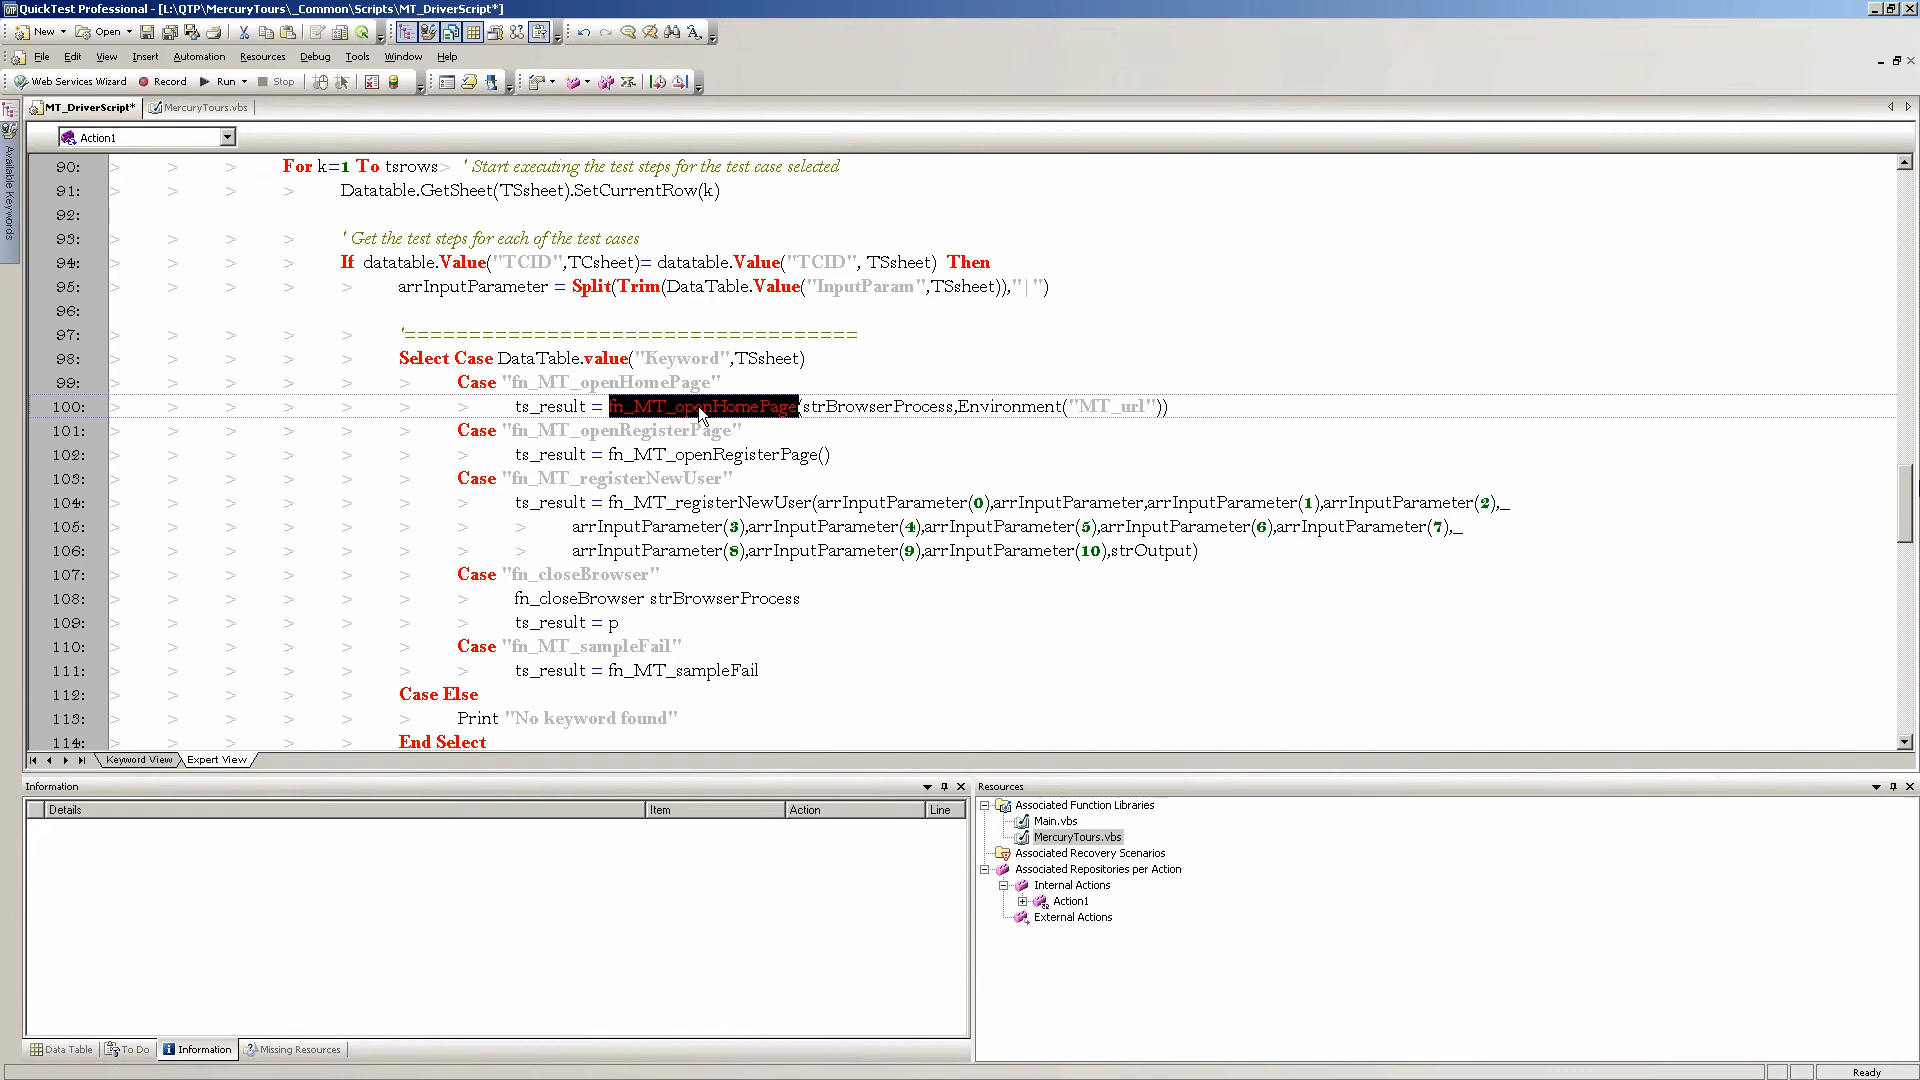 QuickTest Professional - [L:\QTP\MercuryTours\_Common\Scripts\MT_DriverScript*]
New Open
File Edit View Insert Automation Resources Debug Tools Window Help
Web Services Wizard Record Run Stop
MT_DriverScript* MercuryTours.vbs
Action1
Available Keywords
90: For k=1 To tsrows ' Start executing the test steps for the test case selected
91: Datatable.GetSheet(TSsheet).SetCurrentRow(k)
92:
93: ' Get the test steps for each of the test cases
94: If datatable.Value("TCID",TCsheet)= datatable.Value("TCID", TSsheet) Then
95: arrInputParameter = Split(Trim(DataTable.Value("InputParam",TSsheet)),"|")
96:
97: '===================================
98: Select Case DataTable.value("Keyword",TSsheet)
99: Case "fn_MT_openHomePage"
100: ts_result = fn_MT_openHomePage(strBrowserProcess,Environment("MT_url"))
101: Case "fn_MT_openRegisterPage"
102: ts_result = fn_MT_openRegisterPage()
103: Case "fn_MT_registerNewUser"
104: ts_result = fn_MT_registerNewUser(arrInputParameter(0),arrInputParameter,arrInputParameter(1),arrInputParameter(2),_
105: arrInputParameter(3),arrInputParameter(4),arrInputParameter(5),arrInputParameter(6),arrInputParameter(7),_
106: arrInputParameter(8),arrInputParameter(9),arrInputParameter(10),strOutput)
107: Case "fn_closeBrowser"
108: fn_closeBrowser strBrowserProcess
109: ts_result = p
110: Case "fn_MT_sampleFail"
111: ts_result = fn_MT_sampleFail
112: Case Else
113: Print "No keyword found"
114: End Select
Keyword View Expert View
Information
Details Item Action Line
Data Table To Do Information Missing Resources
Resources
Associated Function Libraries
Main.vbs
MercuryTours.vbs
Associated Recovery Scenarios
Associated Repositories per Action
Internal Actions
Action1
External Actions
Ready